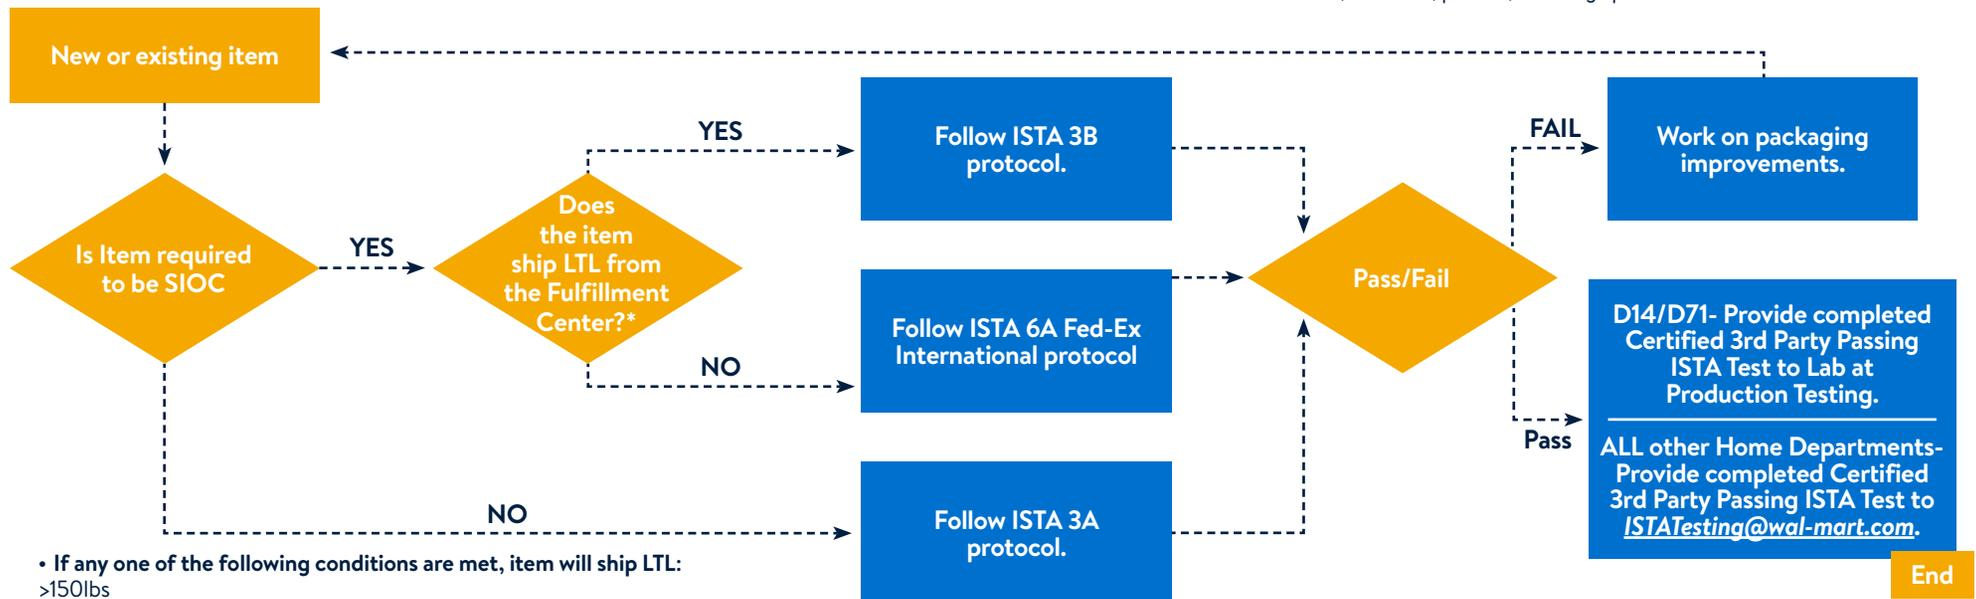 New or existing item
Is Item required
to be SIOC
YES
Does
the item
ship LTL from
the Fulfillment
Center?*
YES
NO
NO
Follow ISTA 3B
protocol.
Follow ISTA 6A Fed-Ex
International protocol
Follow ISTA 3A
protocol.
Pass/Fail
FAIL
Work on packaging
improvements.
Pass
D14/D71- Provide completed
Certified 3rd Party Passing
ISTA Test to Lab at
Production Testing.
ALL other Home Departments-
Provide completed Certified
3rd Party Passing ISTA Test to
ISTATesting@wal-mart.com.
End
• If any one of the following conditions are met, item will ship LTL:
>150lbs